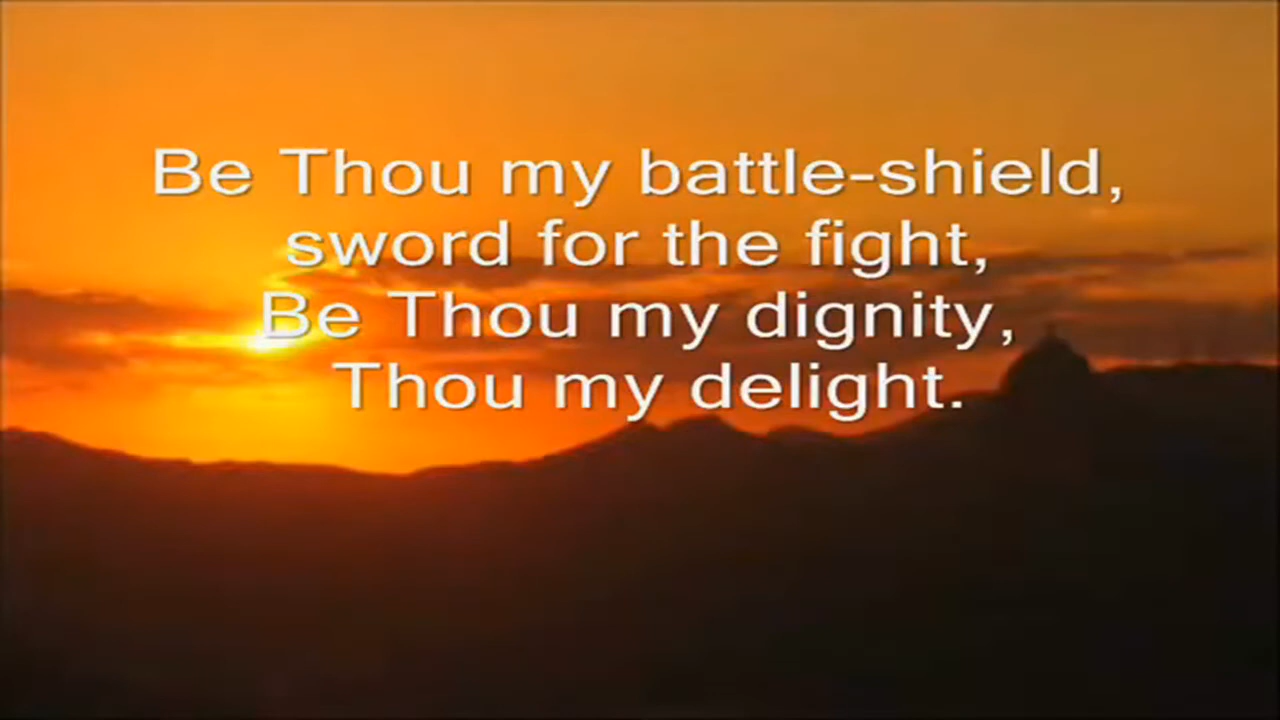 Be Thou my battle-shield,
sword for the fight,
Be Thou my dignity,
Thou my delight.